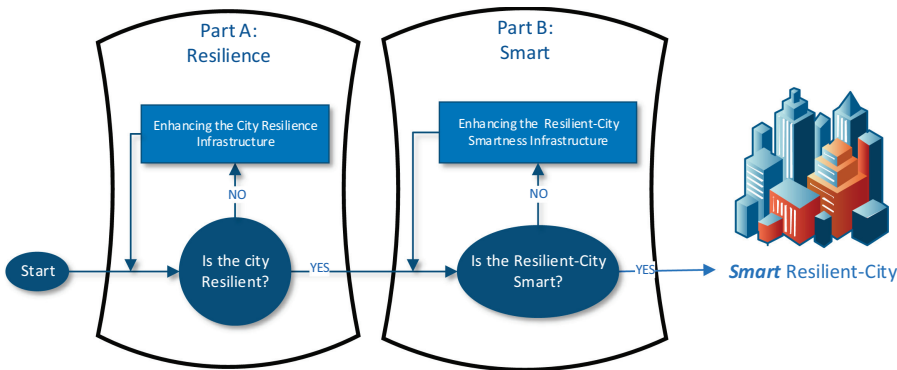 Part A:
Resilience
Enhancing the City Resilience
Infrastructure
NO
Start
Is the city
Resilient?
YES
Part B:
Smart
Enhancing the Resilient-City
Smartness Infrastructure
NO
Is the Resilient-City
Smart?
YES
Smart Resilient-City